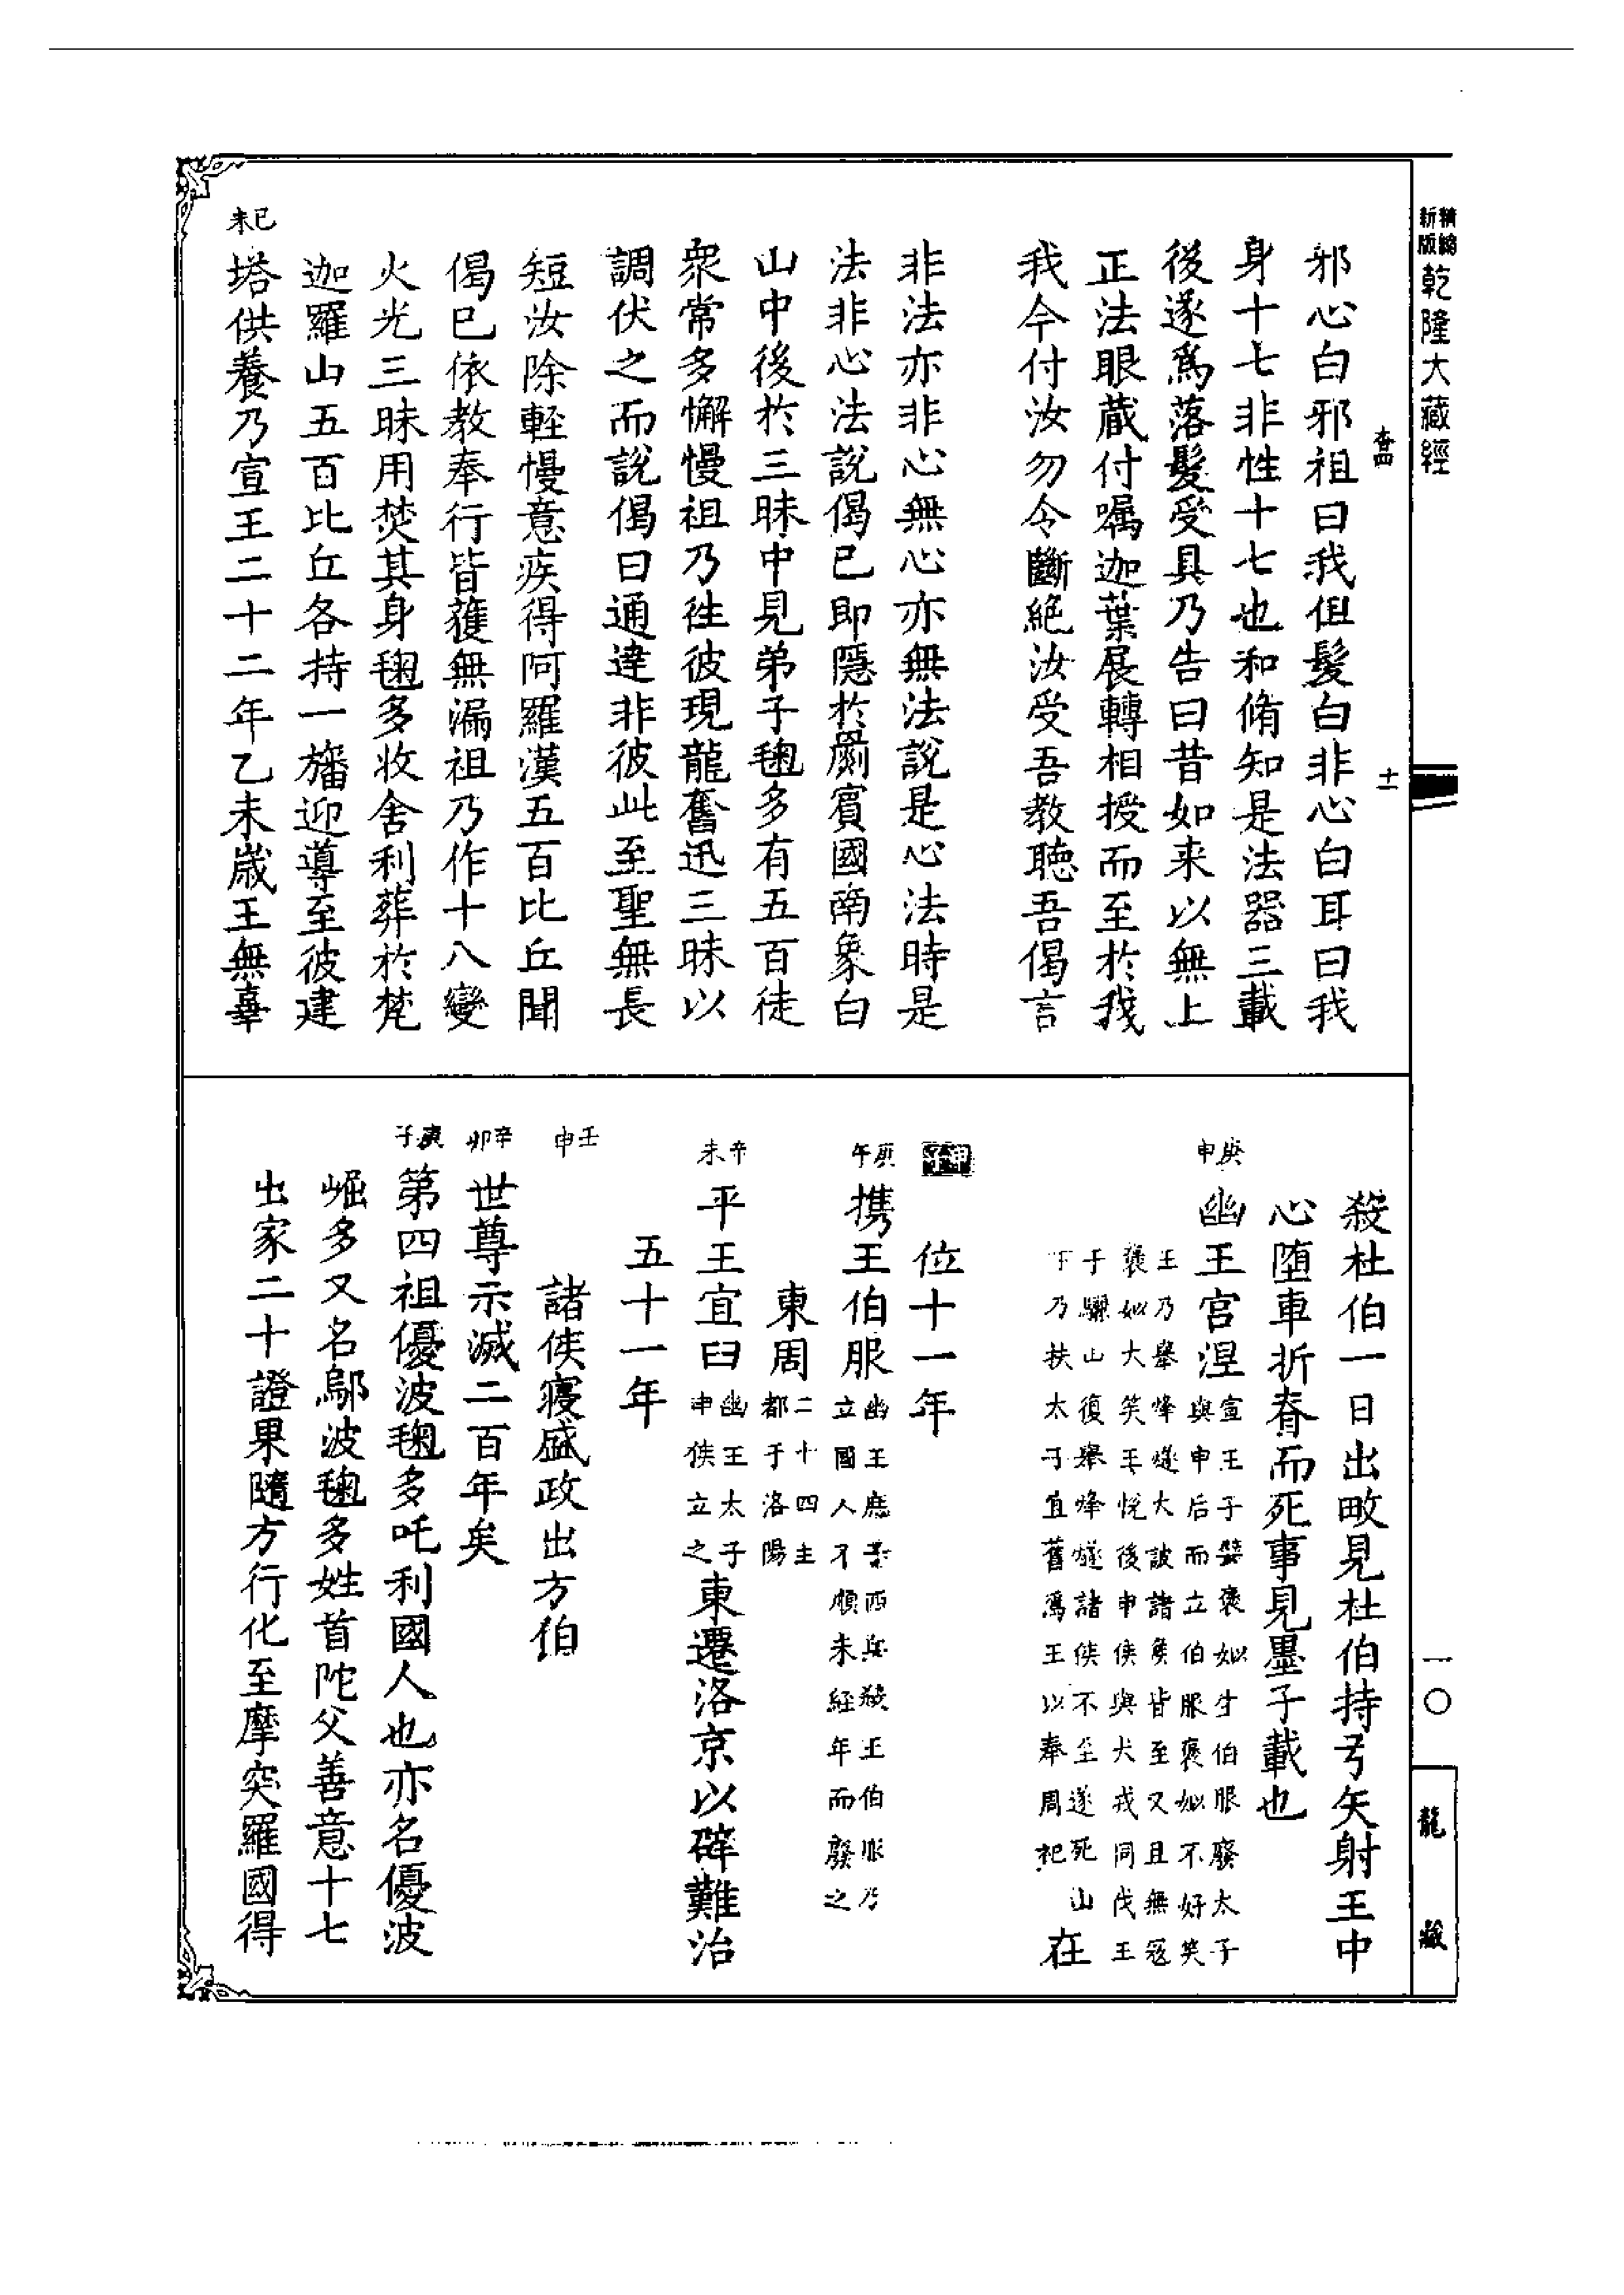 精縮新版乾隆大藏經
十一
邪心白邪祖曰我但髮白非心白耳曰我
身十七非性十七也和脩知是法器三載
後遂爲落髮受具乃告曰昔如来以無上
正法眼蔵付嘱迦葉展轉相授而至於我
我今付汝勿令斷絶汝受吾教聴吾偈言
非法亦非心無心亦無法說是心法時是
法非心法說偈已即隱於罽賓國南象白
山中後於三昧中見弟子毱多有五百徒
衆常多懈慢祖乃徃彼現龍奮迅三昧以
調伏之而說偈曰通達非彼此至聖無長
短汝除輕慢意疾得阿羅漢五百比丘聞
偈已依教奉行皆獲無漏祖乃作十八變
火光三昧用焚其身毱多收舍利葬於梵
迦羅山五百比丘各持一旛迎導至彼建
己未
塔供養乃宣王二十二年乙未歲王無辜
殺杜伯一日出畋見杜伯持弓矢射王中
心墮車折脊而死事見墨子載也
庚申
幽王宮涅宣王子嬖褒姒生伯服廢太子
與申后而立伯服褒姒不好笑
王乃舉烽燧大設諸侯皆至又且無冦
褒姒大笑王悅後申侯與犬戎同伐王
于驪山復舉烽燧諸侯不至遂死山
下乃扶太子宜舊爲王以奉周祀在
位十一年
甲子
庚午
携王伯服幽王庶子西與殺王伯服乃
立國人不順未経年而廢之
東周二十四主
都于洛陽
辛未
平王宜臼幽王太子
申侯立之東遷洛京以碎難治
五十一年
壬申
諸侯寖盛政出方伯
辛卯
世尊示滅二百年矣
庚子
第四祖優波毱多吒利國人也亦名優波
崛多又名鄔波毱多姓首陀父善意十七
出家二十證果隨方行化至摩突羅國得
一〇
龍藏